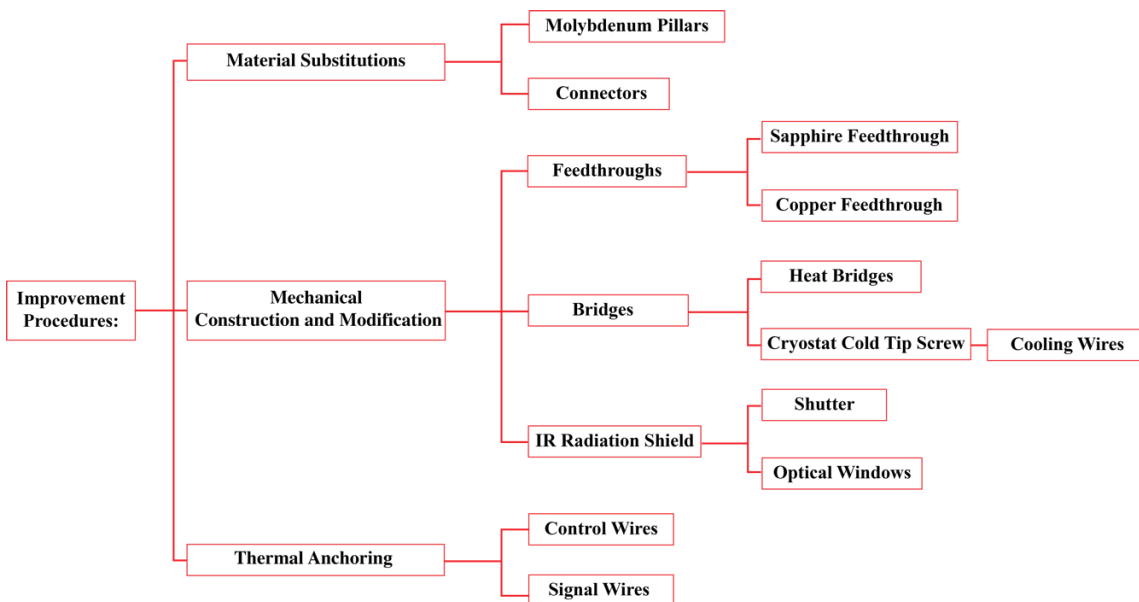 Improvement
Procedures:
Material Substitutions
Molybdenum Pillars
Connectors
Mechanical
Construction and Modification
Feedthroughs
Sapphire Feedthrough
Copper Feedthrough
Bridges
Heat Bridges
Cryostat Cold Tip Screw
Cooling Wires
IR Radiation Shield
Shutter
Optical Windows
Thermal Anchoring
Control Wires
Signal Wires